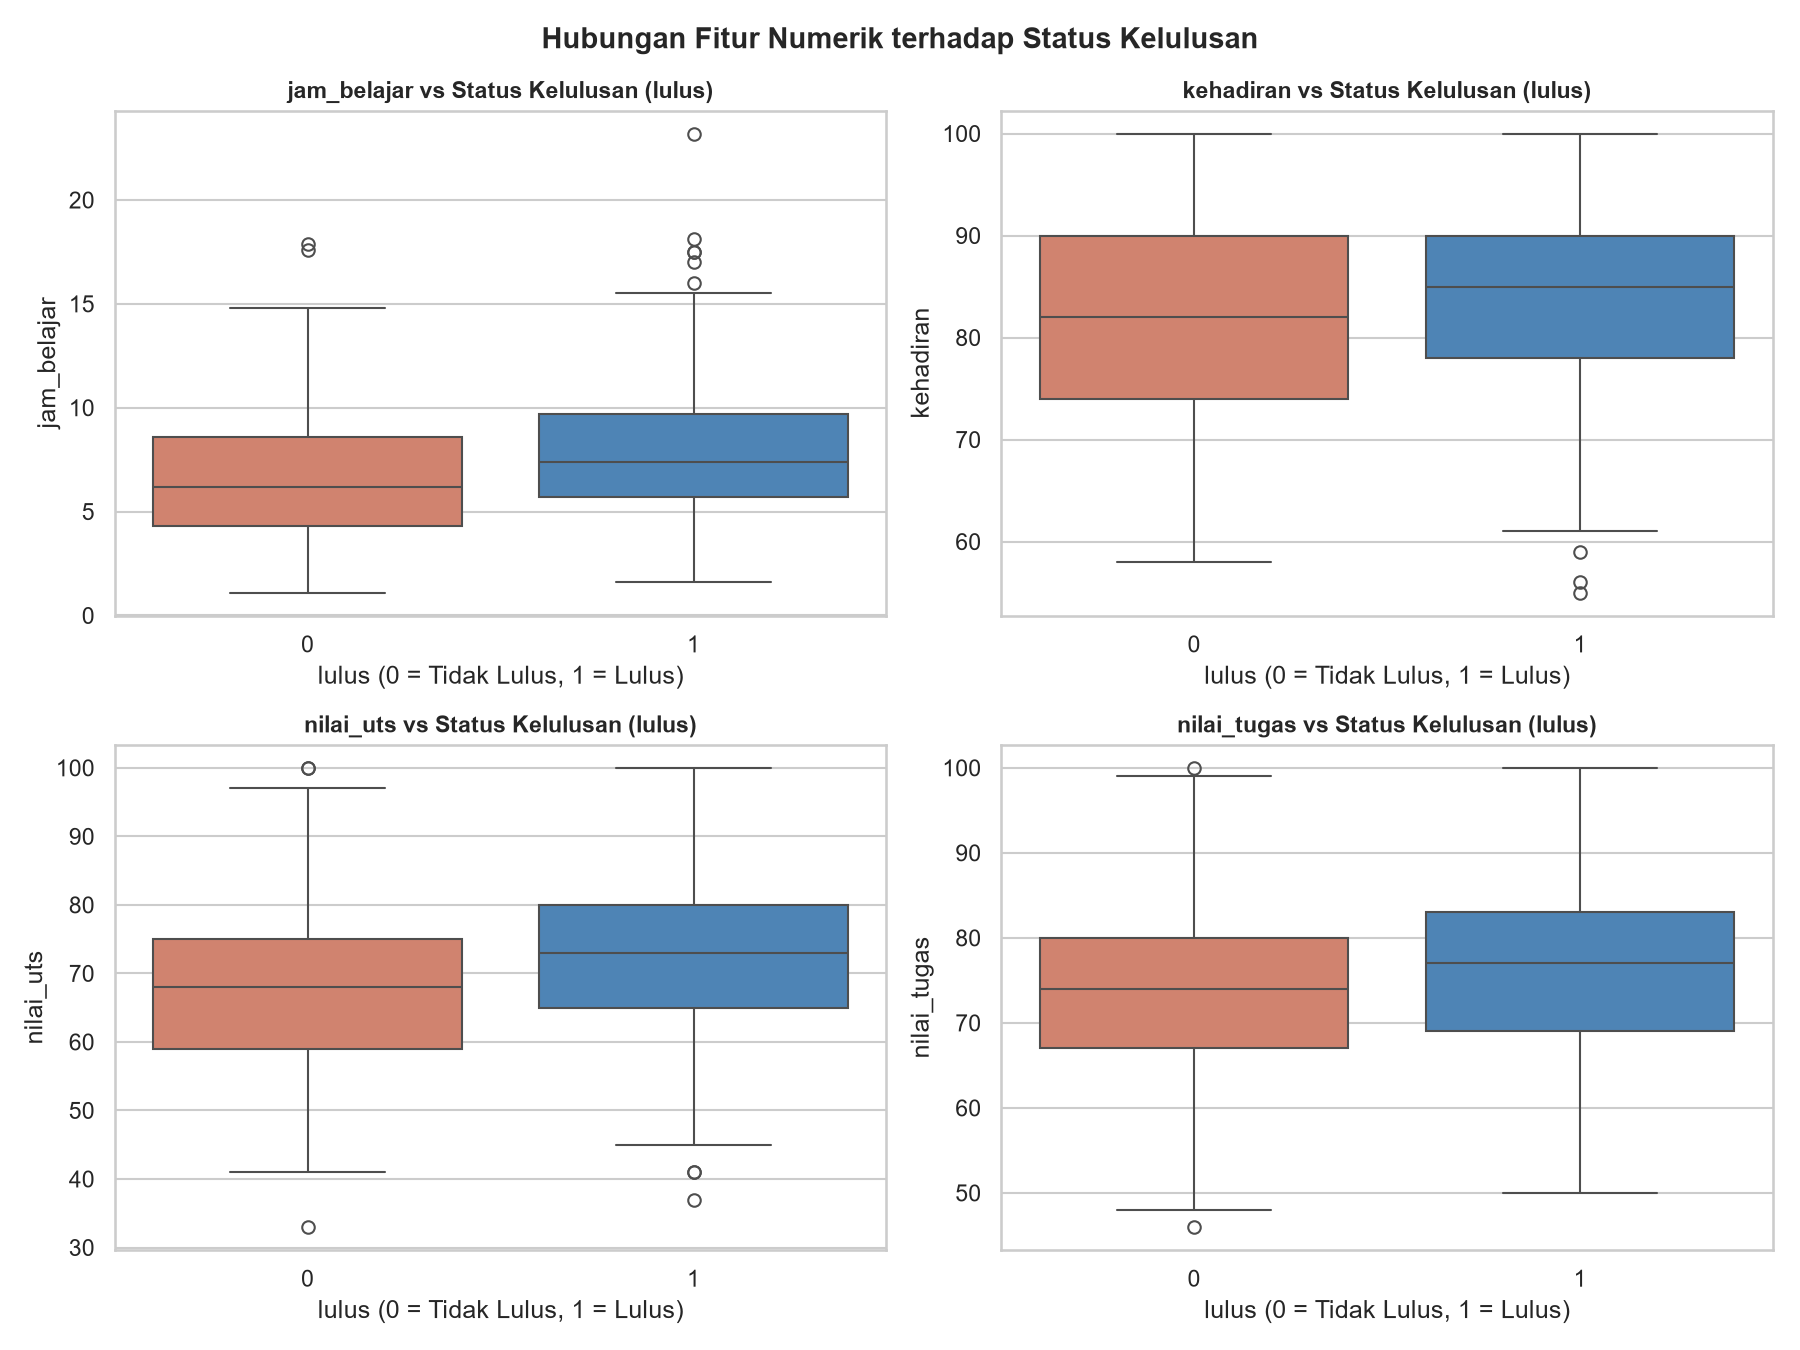 Hubungan Fitur Numerik terhadap Status Kelulusan
jam_belajar vs Status Kelulusan (lulus)
20
15
10
5
0
jam_belajar
0 1
lulus (0 = Tidak Lulus, 1 = Lulus)
kehadiran vs Status Kelulusan (lulus)
100
90
80
70
60
kehadiran
0 1
lulus (0 = Tidak Lulus, 1 = Lulus)
nilai_uts vs Status Kelulusan (lulus)
100
90
80
70
60
50
40
30
nilai_uts
0 1
lulus (0 = Tidak Lulus, 1 = Lulus)
nilai_tugas vs Status Kelulusan (lulus)
100
90
80
70
60
50
nilai_tugas
0 1
lulus (0 = Tidak Lulus, 1 = Lulus)